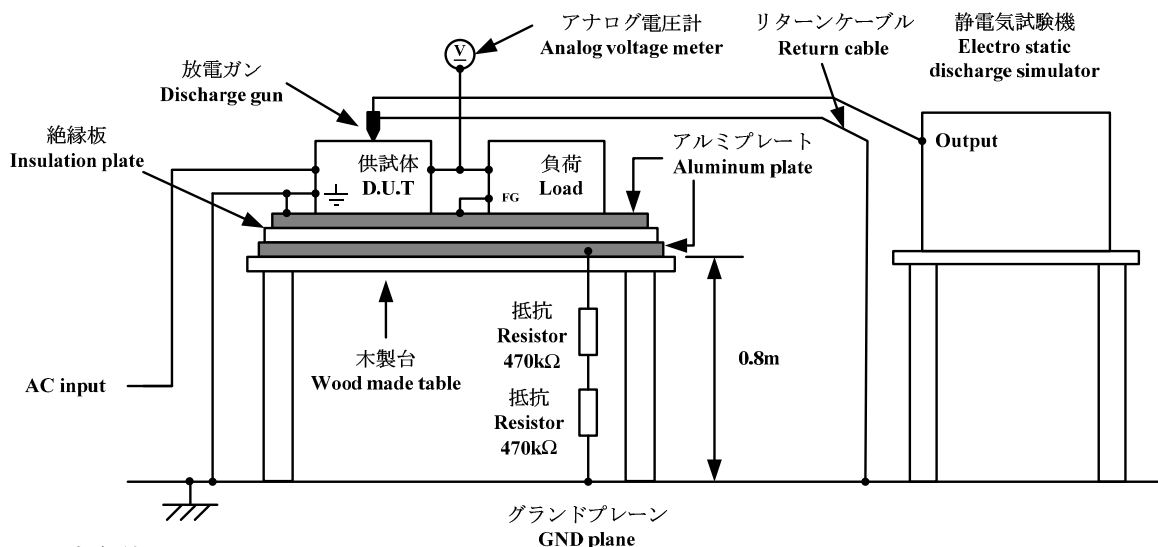 アナログ電圧計
Analog voltage meter
リターンケーブル
Return cable
静電気試験機
Electro static
discharge simulator
V
放電ガン
Discharge gun
絶縁板
Insulation plate
供試体
D.U.T
負荷
Load
FG
アルミプレート
Aluminum plate
Output
抵抗
Resistor
470kΩ
木製台
Wood made table
0.8m
AC input
抵抗
Resistor
470kΩ
グランドプレーン
GND plane